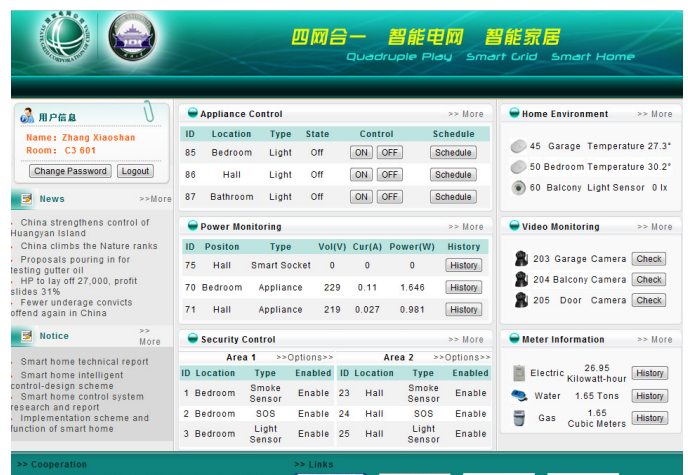 四网合一 智能电网 智能家居
Quadruple Play Smart Grid Smart Home
用户信息
Name: Zhang Xiaoshan
Room: C3 601
Change Password Logout
News >>More
China strengthens control of
Huangyan Island
China climbs the Nature ranks
Proposals pouring in for
testing gutter oil
HP to lay off 27,000, profit
slides 31%
Fewer underage convicts
offend again in China
Notice >> More
Smart home technical report
Smart home intelligent
control-design scheme
Smart home control system
research and report
Implementation scheme and
function of smart home
Appliance Control >> More
ID Location Type State Control Schedule
85 Bedroom Light Off ON OFF Schedule
86 Hall Light Off ON OFF Schedule
87 Bathroom Light Off ON OFF Schedule
Power Monitoring >> More
ID Positon Type Vol(V) Cur(A) Power(W) History
75 Hall Smart Socket 0 0 0 History
70 Bedroom Appliance 229 0.11 1.646 History
71 Hall Appliance 219 0.027 0.981 History
Security Control >> More
Area 1 >>Options>> Area 2 >>Options>>
ID Location Type Enabled ID Location Type Enabled
1 Bedroom Smoke Sensor Enable 23 Hall Smoke Sensor Enable
2 Bedroom SOS Enable 24 Hall SOS Enable
3 Bedroom Light Sensor Enable 25 Hall Light Sensor Enable
Home Environment >> More
45 Garage Temperature 27.3°
50 Bedroom Temperature 30.2°
60 Balcony Light Sensor 0 lx
Video Monitoring >> More
203 Garage Camera Check
204 Balcony Camera Check
205 Door Camera Check
Meter Information >> More
Electric 26.95 Kilowatt-hour History
Water 1.65 Tons History
Gas 1.65 Cubic Meters History
>> Cooperation >> Links